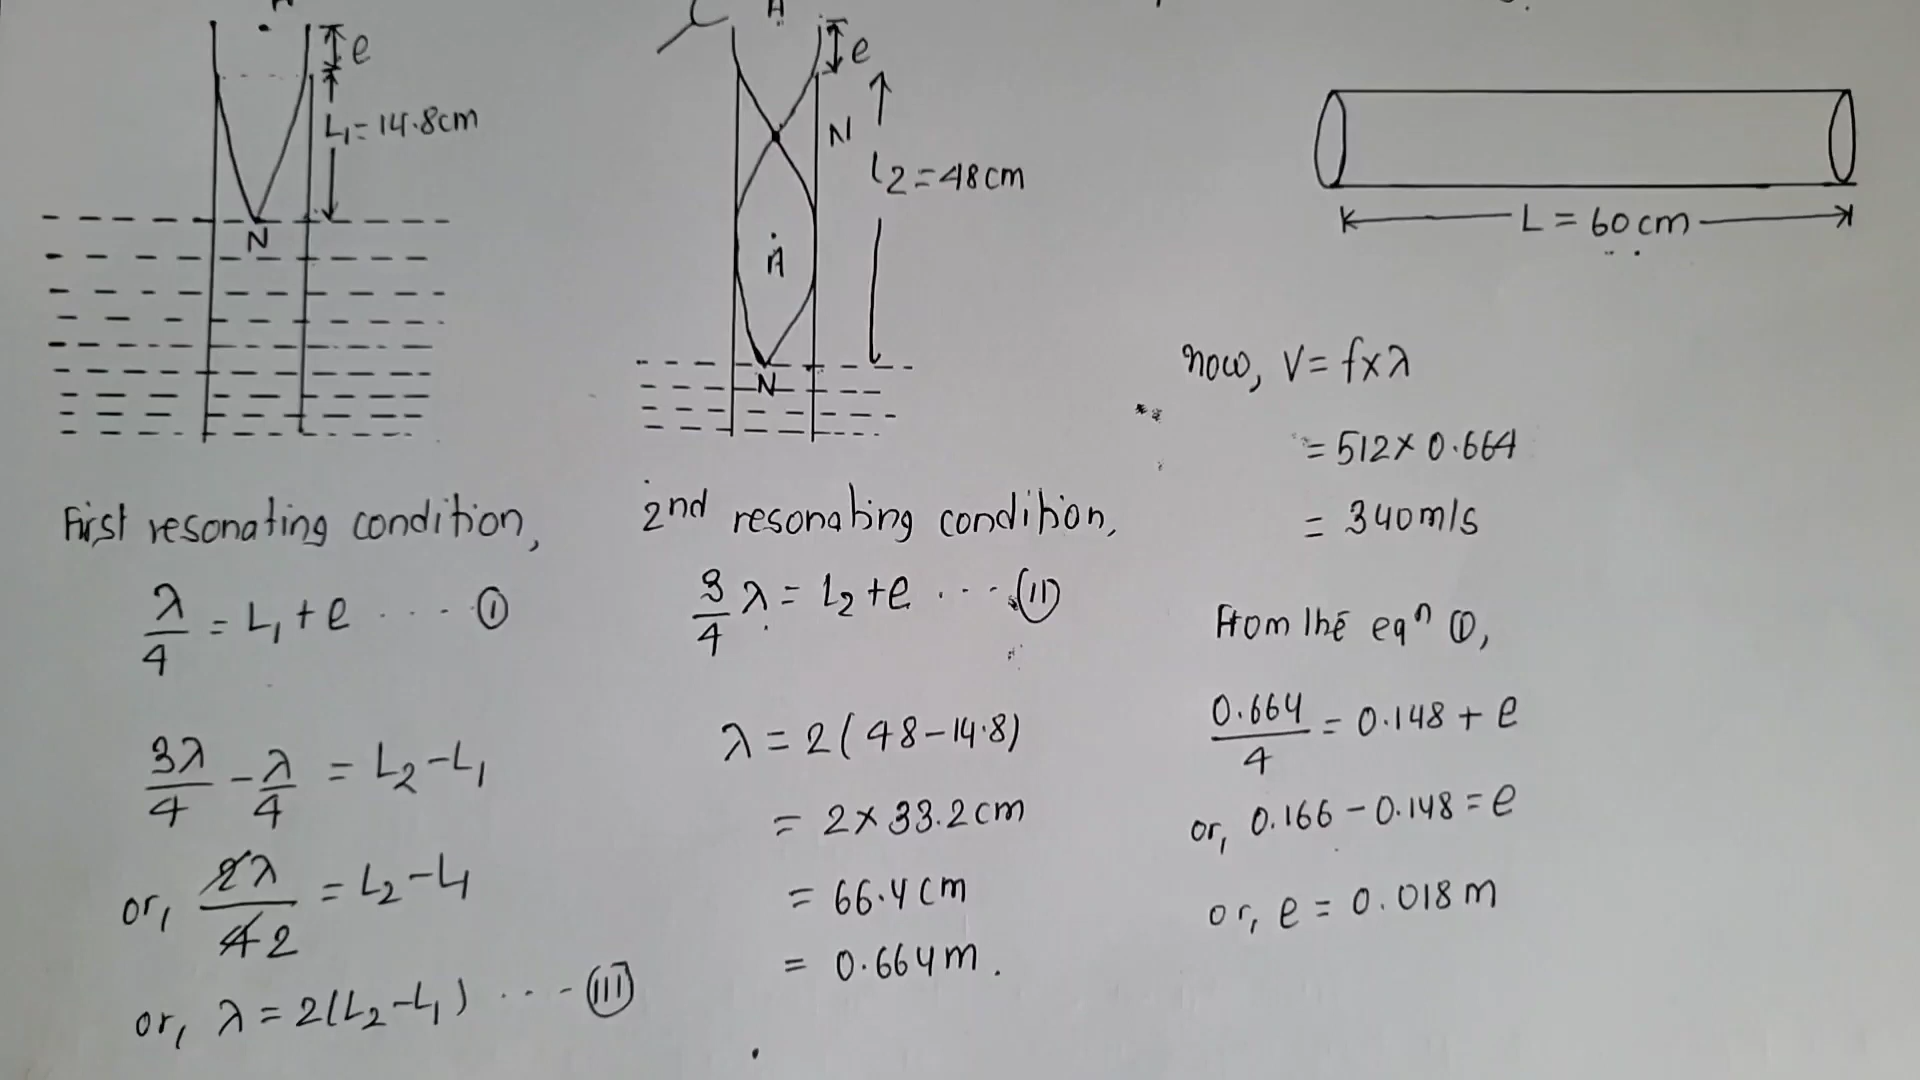 A
e
L₁ = 14.8cm
N
A
e
N
L2 = 48cm
A
N
L = 60cm
First resonating condition,
λ/4 = L₁ + e .... ①
3λ/4 - λ/4 = L₂ - L₁
or, 2λ/42 = L₂ - L₁
or, λ = 2(L₂ - L₁) .... (III)
2nd resonating condition,
3/4 λ = L₂ + e .... (II)
λ = 2(48 - 14.8)
= 2 × 33.2cm
= 66.4cm
= 0.664m.
now, V = f×λ
= 512 × 0.664
= 340m/s
From the eqⁿ ①,
0.664/4 = 0.148 + e
or, 0.166 - 0.148 = e
or, e = 0.018m